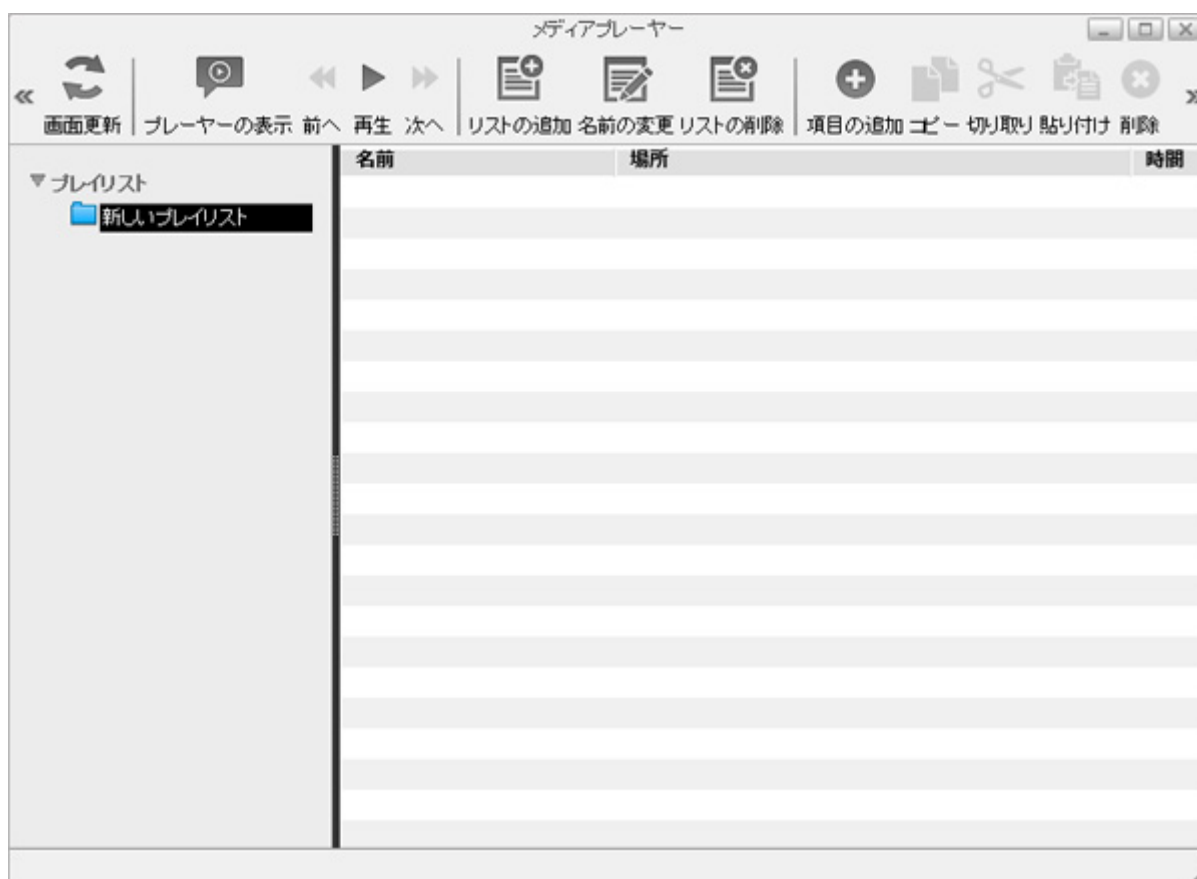 メディアプレーヤー
画面更新 プレーヤーの表示 前へ 再生 次へ リストの追加 名前の変更 リストの削除 項目の追加 コピー 切り取り 貼り付け 削除
名前 場所 時間
プレイリスト
新しいプレイリスト